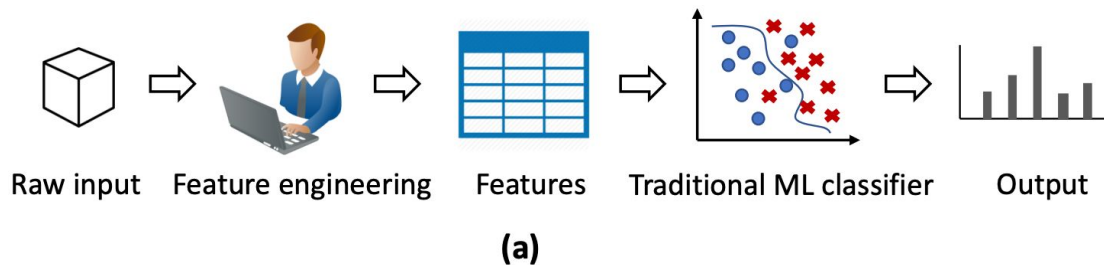 Raw input Feature engineering Features Traditional ML classifier Output
(a)